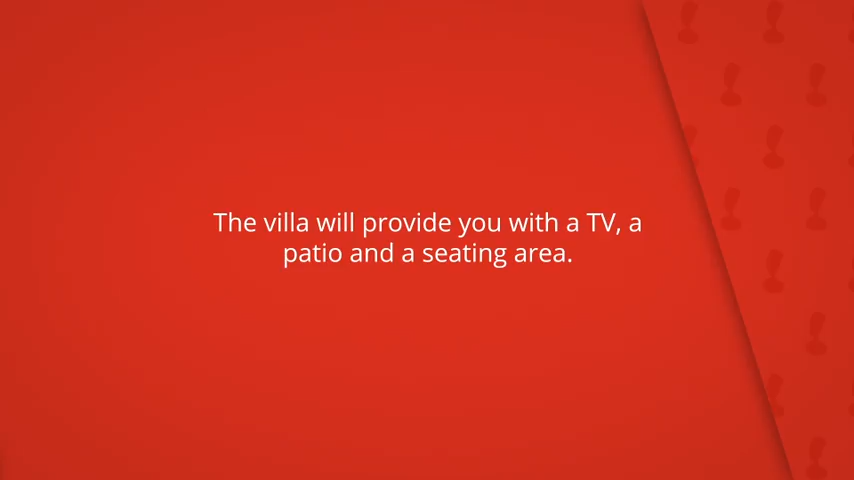 The villa will provide you with a TV, a
patio and a seating area.